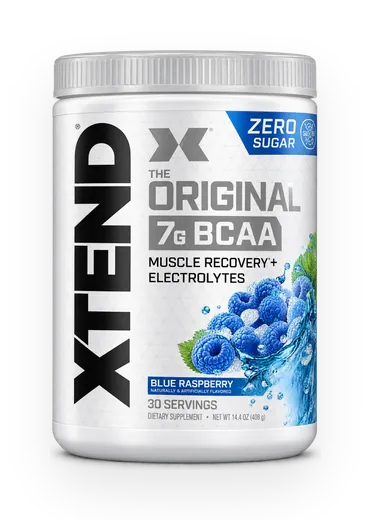 XTEND®
X®
ZERO
SUGAR
THE
ORIGINAL
7G BCAA
MUSCLE RECOVERY*+
ELECTROLYTES
BLUE RASPBERRY
NATURALLY & ARTIFICIALLY FLAVORED
30 SERVINGS
DIETARY SUPPLEMENT • NET WT 14.4 OZ (408 g)